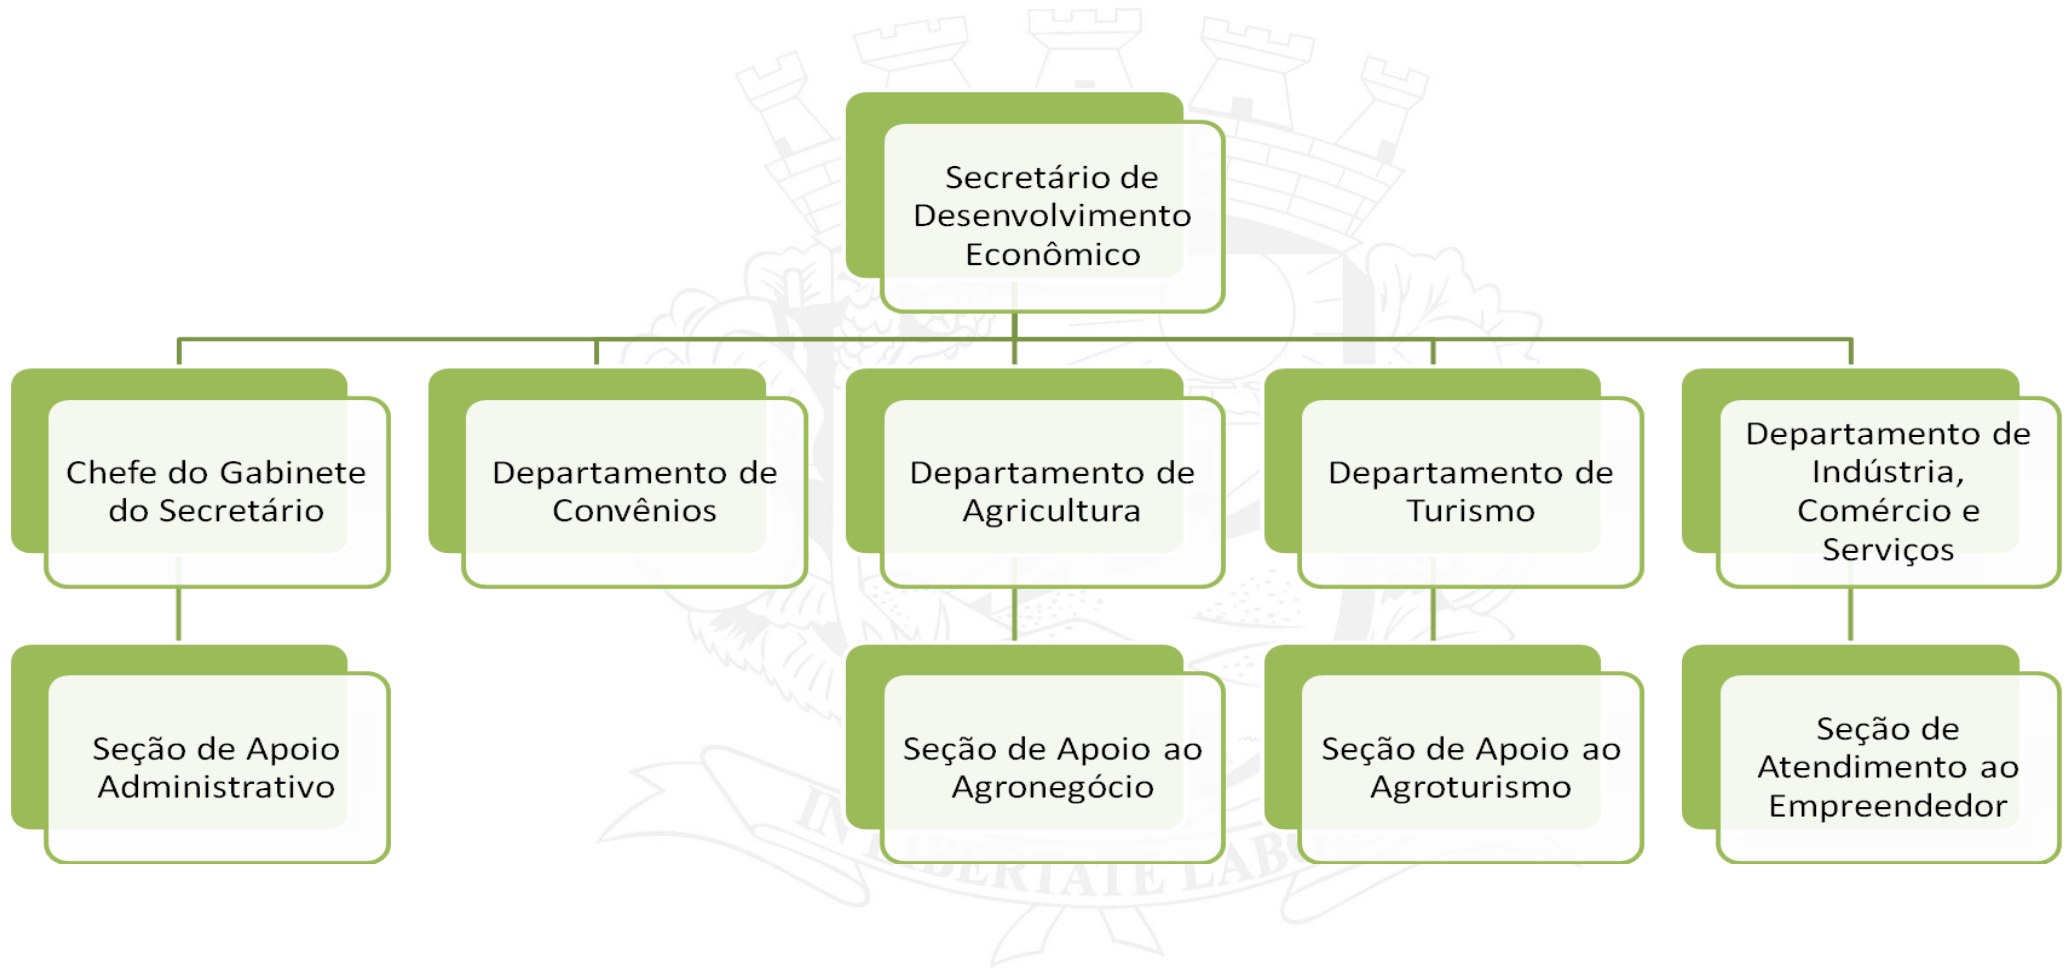 Secretário de
Desenvolvimento
Econômico
Chefe do Gabinete
do Secretário
Departamento de
Convênios
Departamento de
Agricultura
Departamento de
Turismo
Departamento de
Indústria,
Comércio e
Serviços
Seção de Apoio
Administrativo
Seção de Apoio ao
Agronegócio
Seção de Apoio ao
Agroturismo
Seção de
Atendimento ao
Empreendedor
IN LIBERTATE